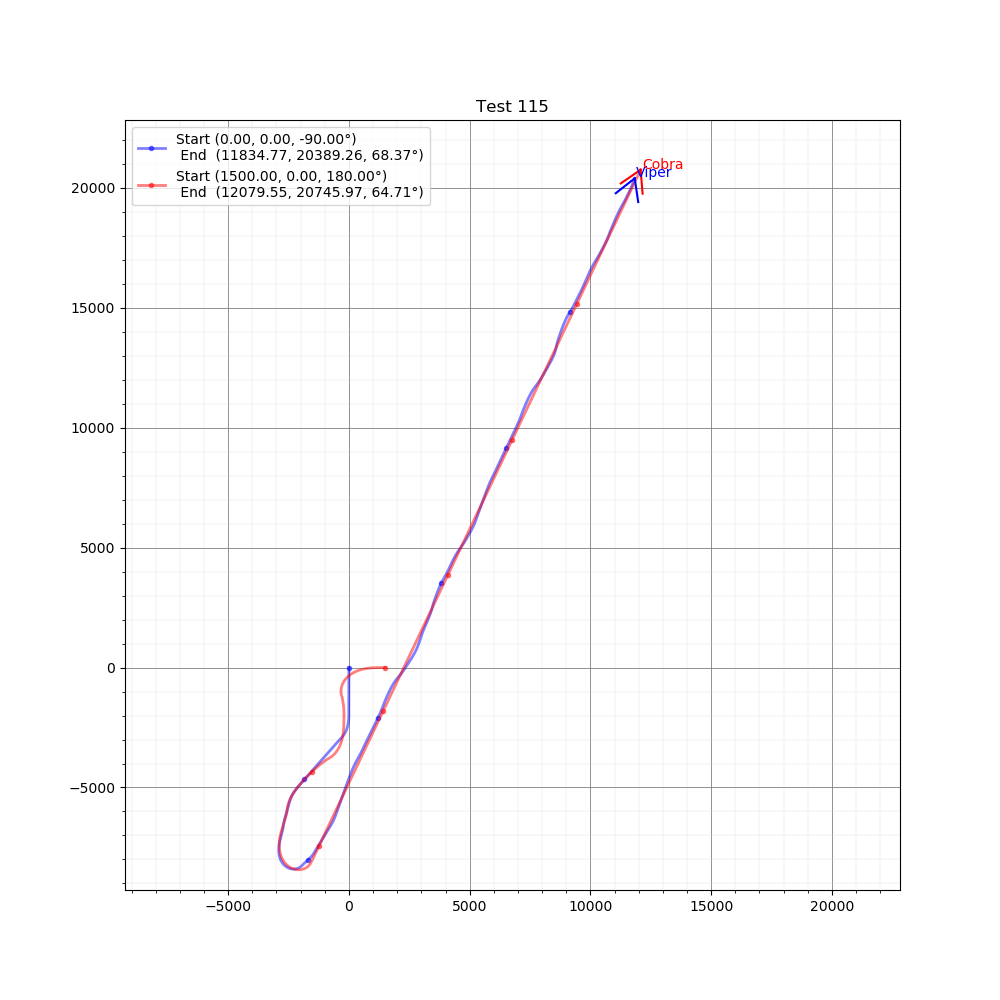 Test 115
Start (0.00, 0.00, -90.00°)
End  (11834.77, 20389.26, 68.37°)
Start (1500.00, 0.00, 180.00°)
End  (12079.55, 20745.97, 64.71°)
Cobra
Viper
20000
15000
10000
5000
0
−5000
−5000
0
5000
10000
15000
20000